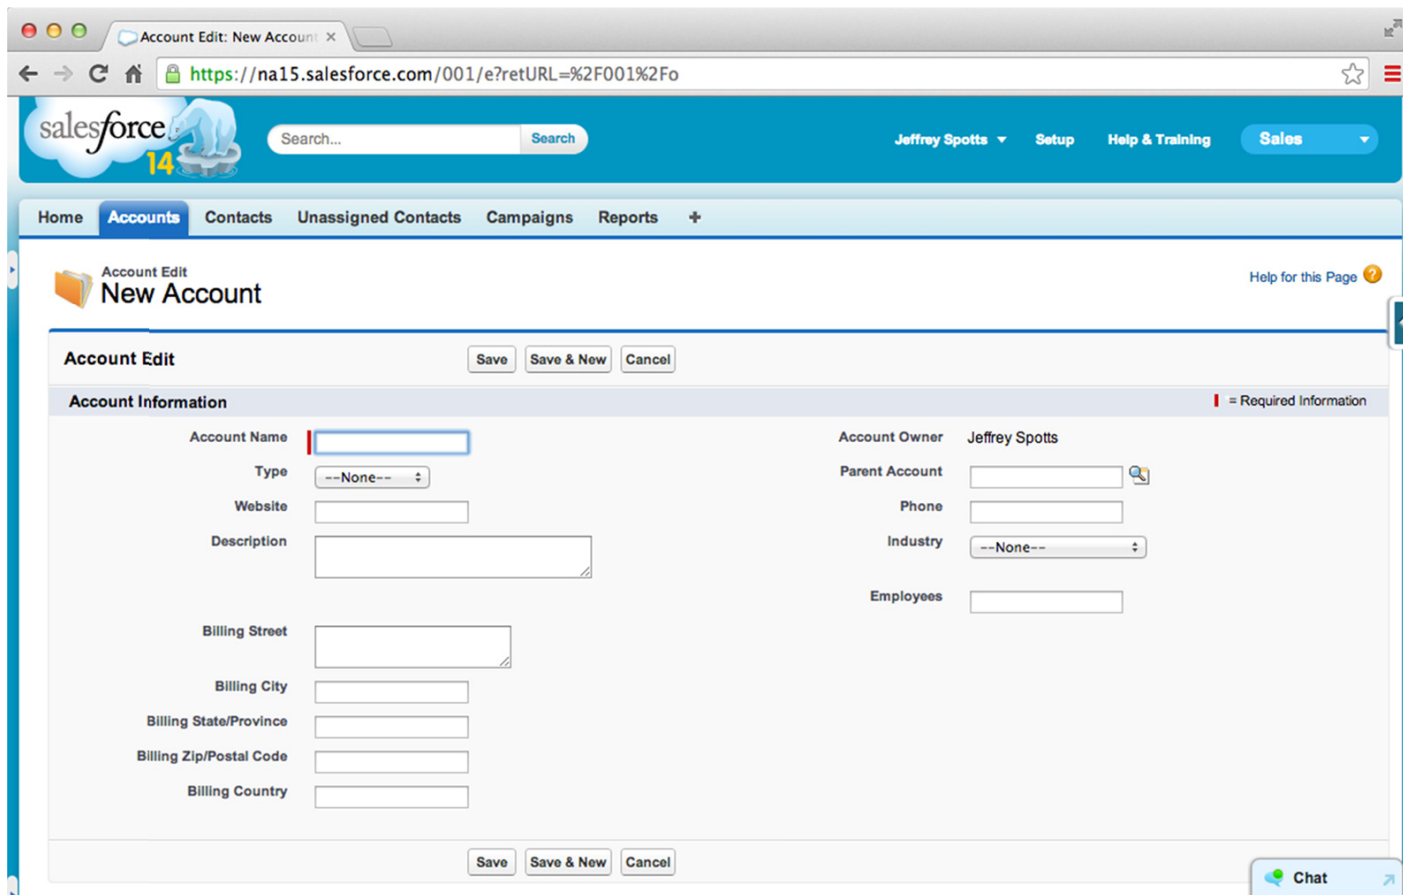 Account Edit: New Account
https://na15.salesforce.com/001/e?retURL=%2F001%2Fo
salesforce
14
Search...
Search
Jeffrey Spotts
Setup
Help & Training
Sales
Home
Accounts
Contacts
Unassigned Contacts
Campaigns
Reports
+
Account Edit
New Account
Help for this Page
?
Account Edit
Save
Save & New
Cancel
Account Information
= Required Information
Account Name
Account Owner
Jeffrey Spotts
Type
--None--
Parent Account
Website
Phone
Description
Industry
--None--
Employees
Billing Street
Billing City
Billing State/Province
Billing Zip/Postal Code
Billing Country
Save
Save & New
Cancel
Chat